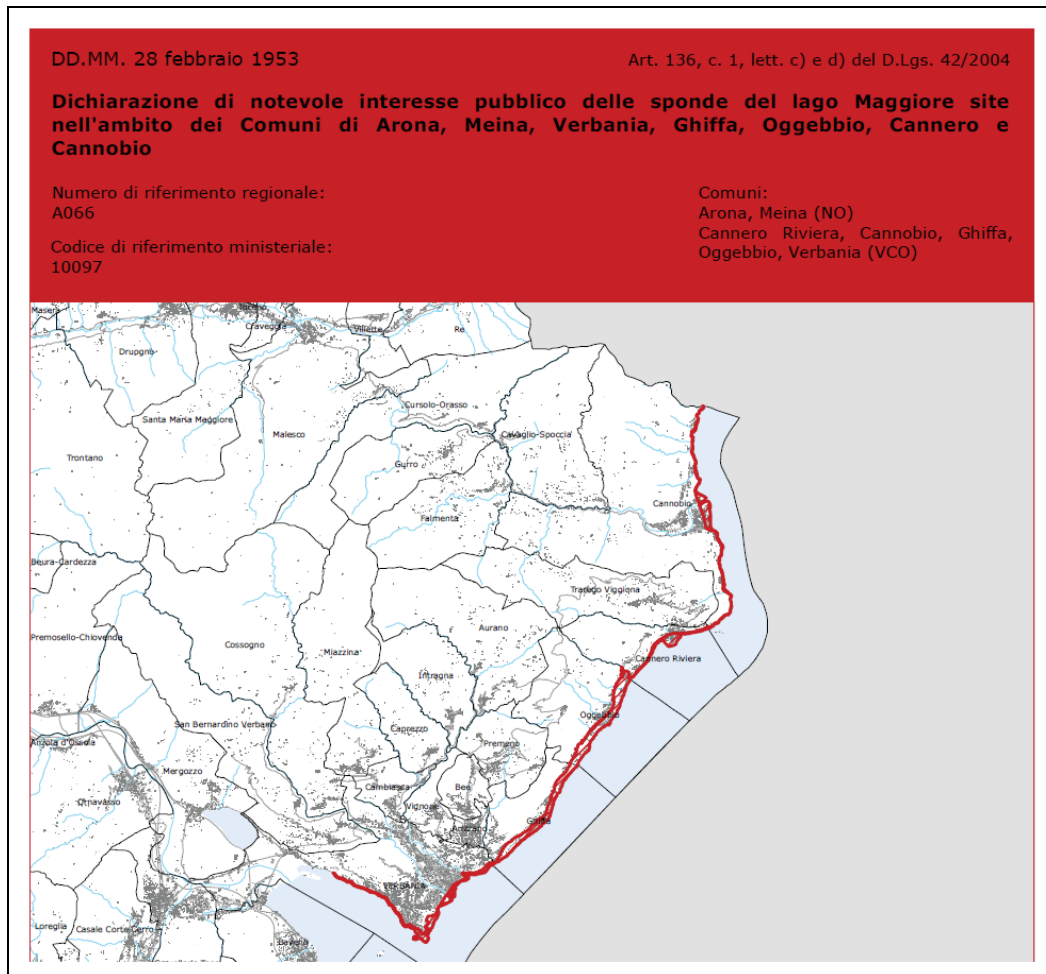 DD.MM. 28 febbraio 1953
Art. 136, c. 1, lett. c) e d) del D.Lgs. 42/2004
Dichiarazione di notevole interesse pubblico delle sponde del lago Maggiore site
nell'ambito dei Comuni di Arona, Meina, Verbania, Ghiffa, Oggebbio, Cannero e
Cannobio
Numero di riferimento regionale:
A066
Codice di riferimento ministeriale:
10097
Comuni:
Arona, Meina (NO)
Cannero Riviera, Cannobio, Ghiffa,
Oggebbio, Verbania (VCO)
Masera
Craveggia
Villette
Re
Druogno
Santa Maria Maggiore
Cursolo-Orasso
Malesco
Cavaglio-Spoccia
Trontano
Gurro
Cannobio
Falmenta
Beura-Cardezza
Trarego Viggiona
Aurano
Premosello-Chiovenda
Cossogno
Miazzina
Cannero Riviera
Intragna
Oggebbio
San Bernardino Verbano
Caprezzo
Anzola d'Ossola
Premeno
Mergozzo
Cambiasca
Bee
Ornavasso
Vignone
Ghiffa
Arizzano
VERBANIA
Loreglia
Casale Corte Cerro
Baveno